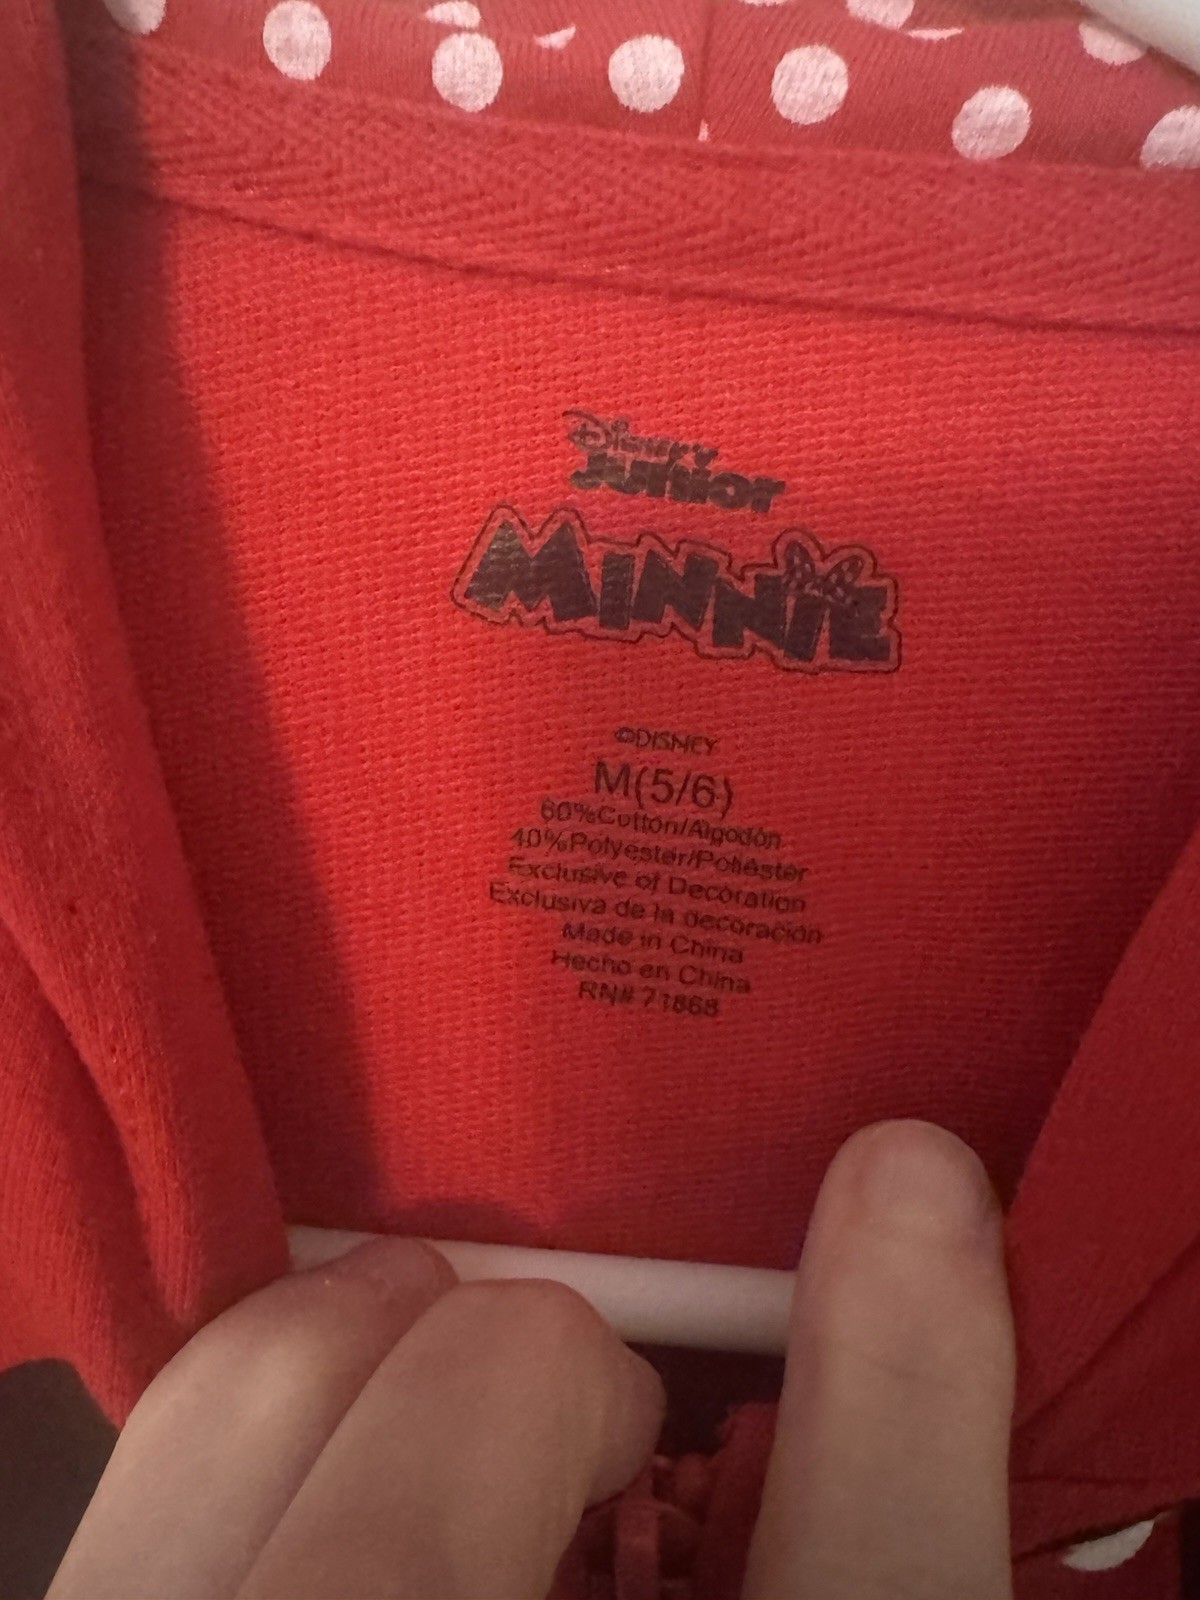 Disney
Junior
MINNIE
©DISNEY
M(5/6)
60%Cotton/Algodón
40%Polyester/Poliéster
Exclusive of Decoration
Exclusiva de la decoración
Made in China
Hecho en China
RN# 71868